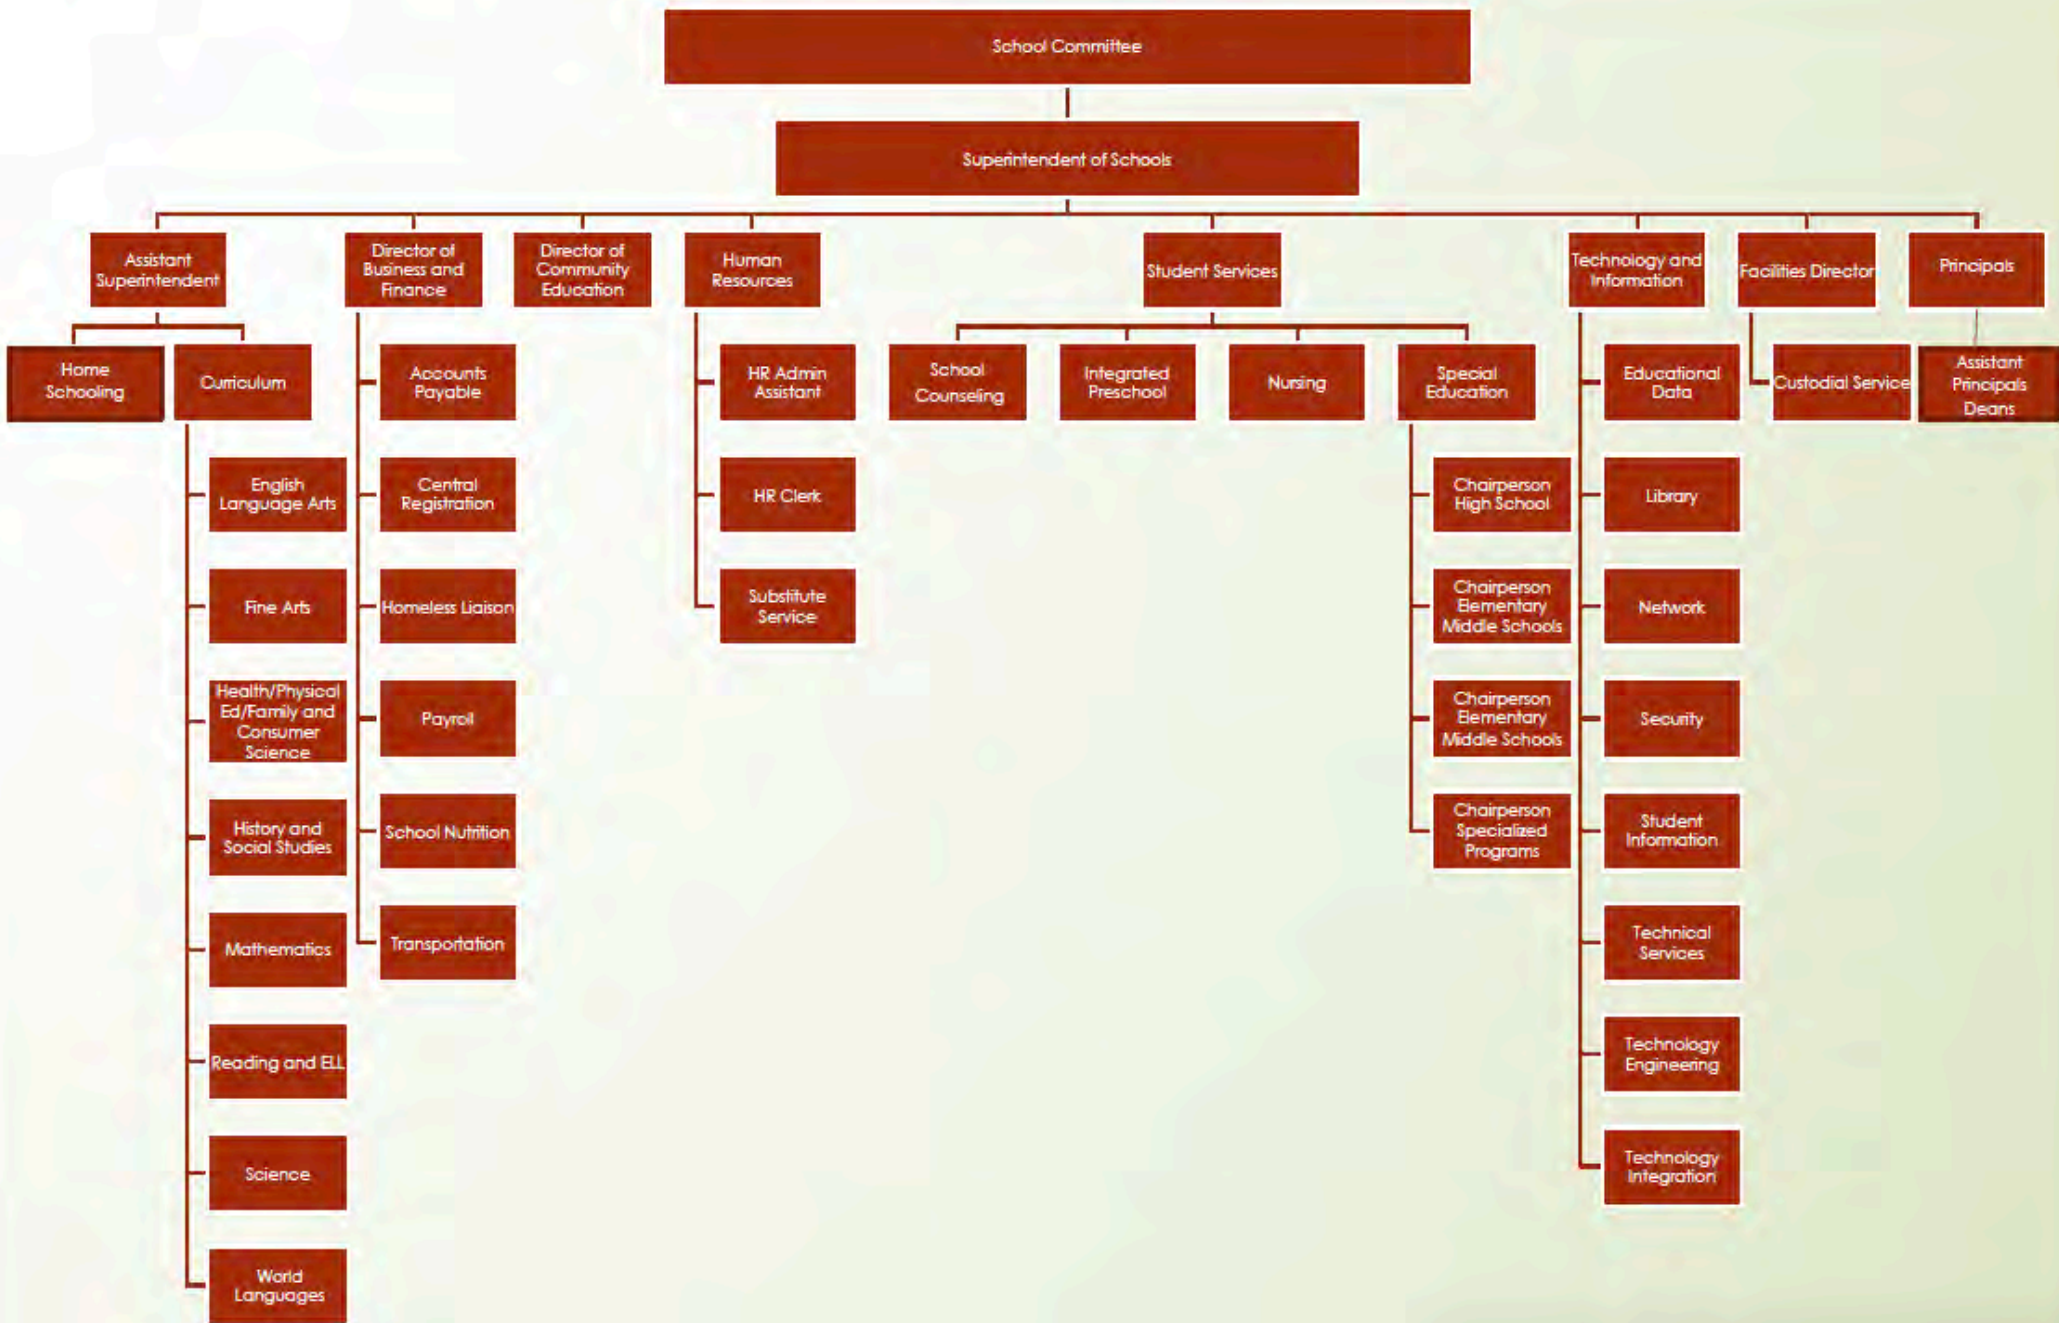 School Committee
Superintendent of Schools
Assistant
Superintendent
Director of
Business and
Finance
Director of
Community
Education
Human
Resources
Student Services
Technology and
Information
Facilities Director
Principals
Home
Schooling
Curriculum
Accounts
Payable
HR Admin
Assistant
School
Counseling
Integrated
Preschool
Nursing
Special
Education
Educational
Data
Custodial Service
Assistant
Principals
Deans
English
Language Arts
Central
Registration
HR Clerk
Chairperson
High School
Library
Fine Arts
Homeless Liaison
Substitute
Service
Chairperson
Elementary
Middle Schools
Network
Health/Physical
Ed/Family and
Consumer
Science
Payroll
Chairperson
Elementary
Middle Schools
Security
History and
Social Studies
School Nutrition
Chairperson
Specialized
Programs
Student
Information
Mathematics
Transportation
Technical
Services
Reading and ELL
Technology
Engineering
Science
Technology
Integration
World
Languages